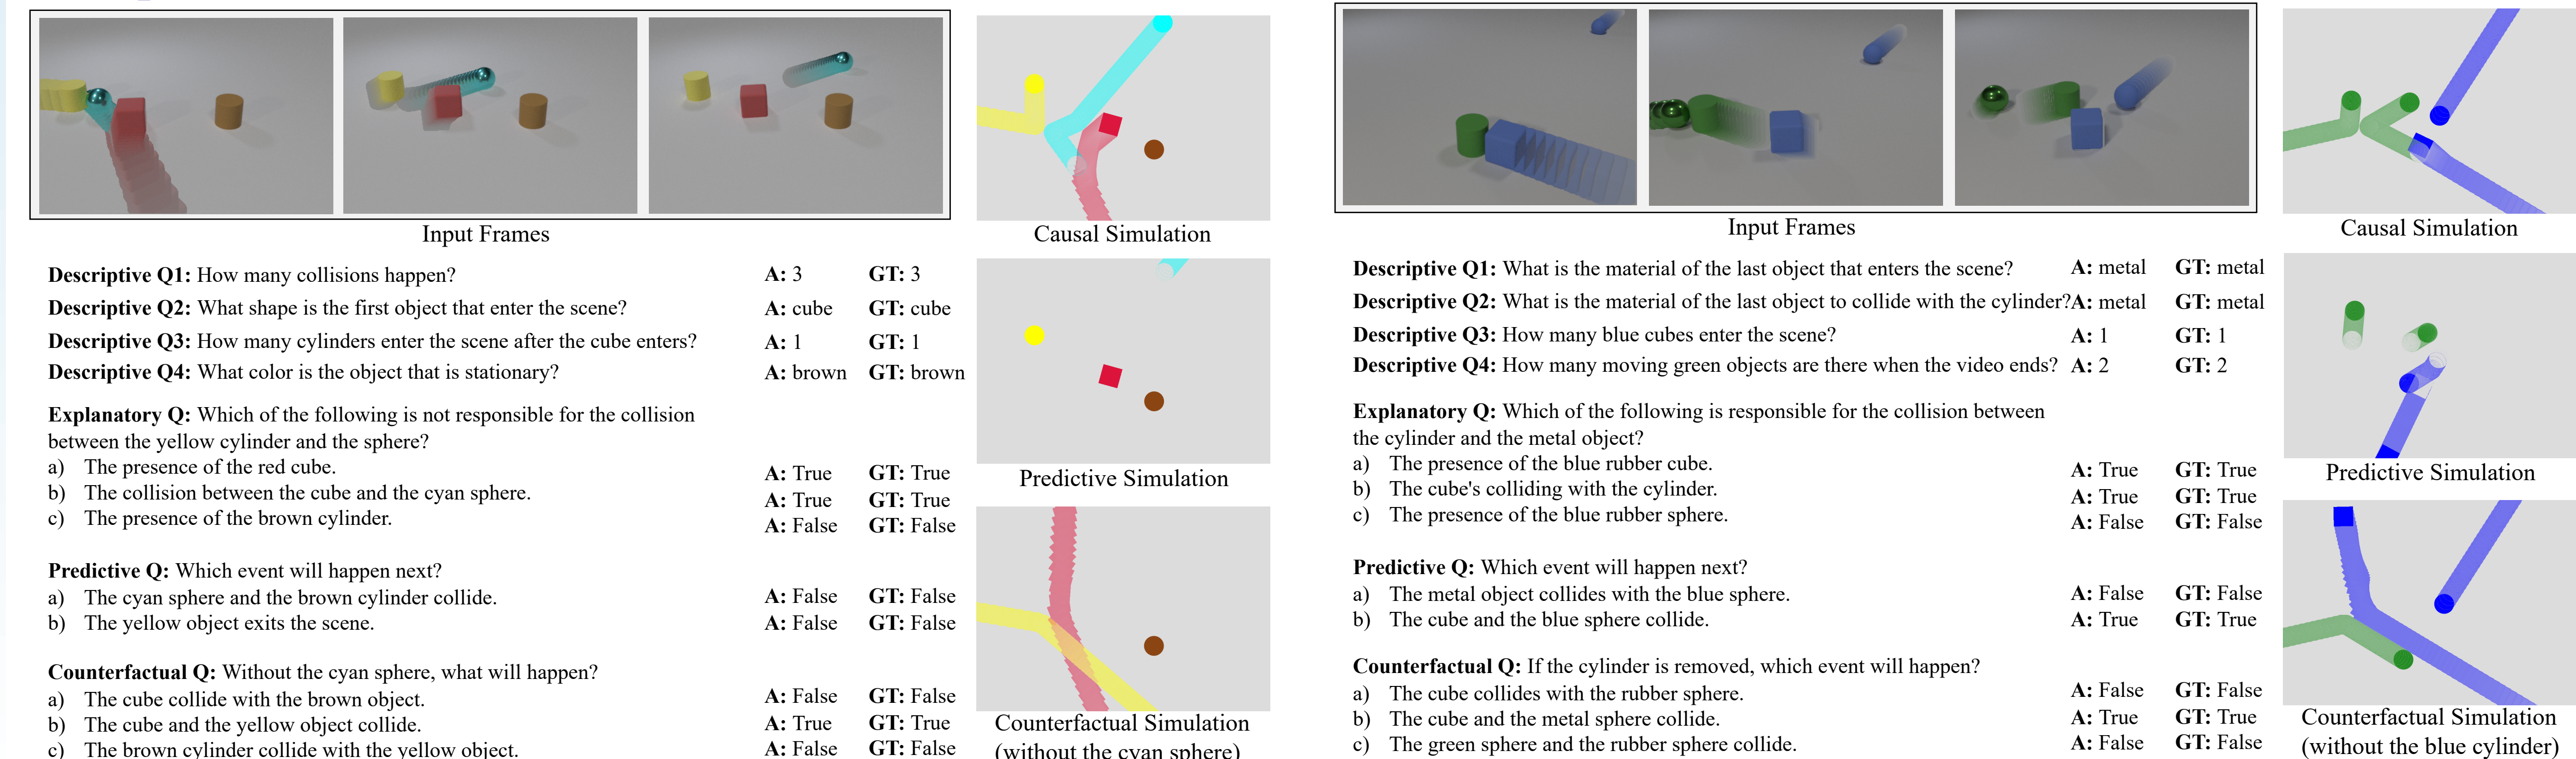 Input Frames
Causal Simulation
Descriptive Q1: How many collisions happen? A: 3 GT: 3
Descriptive Q2: What shape is the first object that enter the scene? A: cube GT: cube
Descriptive Q3: How many cylinders enter the scene after the cube enters? A: 1 GT: 1
Descriptive Q4: What color is the object that is stationary? A: brown GT: brown
Explanatory Q: Which of the following is not responsible for the collision
between the yellow cylinder and the sphere?
a) The presence of the red cube. A: True GT: True
b) The collision between the cube and the cyan sphere. A: True GT: True
c) The presence of the brown cylinder. A: False GT: False
Predictive Simulation
Predictive Q: Which event will happen next?
a) The cyan sphere and the brown cylinder collide. A: False GT: False
b) The yellow object exits the scene. A: False GT: False
Counterfactual Q: Without the cyan sphere, what will happen?
a) The cube collide with the brown object. A: False GT: False
b) The cube and the yellow object collide. A: True GT: True
c) The brown cylinder collide with the yellow object. A: False GT: False
Counterfactual Simulation
(without the cyan sphere)
Input Frames
Causal Simulation
Descriptive Q1: What is the material of the last object that enters the scene? A: metal GT: metal
Descriptive Q2: What is the material of the last object to collide with the cylinder? A: metal GT: metal
Descriptive Q3: How many blue cubes enter the scene? A: 1 GT: 1
Descriptive Q4: How many moving green objects are there when the video ends? A: 2 GT: 2
Explanatory Q: Which of the following is responsible for the collision between
the cylinder and the metal object?
a) The presence of the blue rubber cube. A: True GT: True
b) The cube's colliding with the cylinder. A: True GT: True
c) The presence of the blue rubber sphere. A: False GT: False
Predictive Simulation
Predictive Q: Which event will happen next?
a) The metal object collides with the blue sphere. A: False GT: False
b) The cube and the blue sphere collide. A: True GT: True
Counterfactual Q: If the cylinder is removed, which event will happen?
a) The cube collides with the rubber sphere. A: False GT: False
b) The cube and the metal sphere collide. A: True GT: True
c) The green sphere and the rubber sphere collide. A: False GT: False
Counterfactual Simulation
(without the blue cylinder)